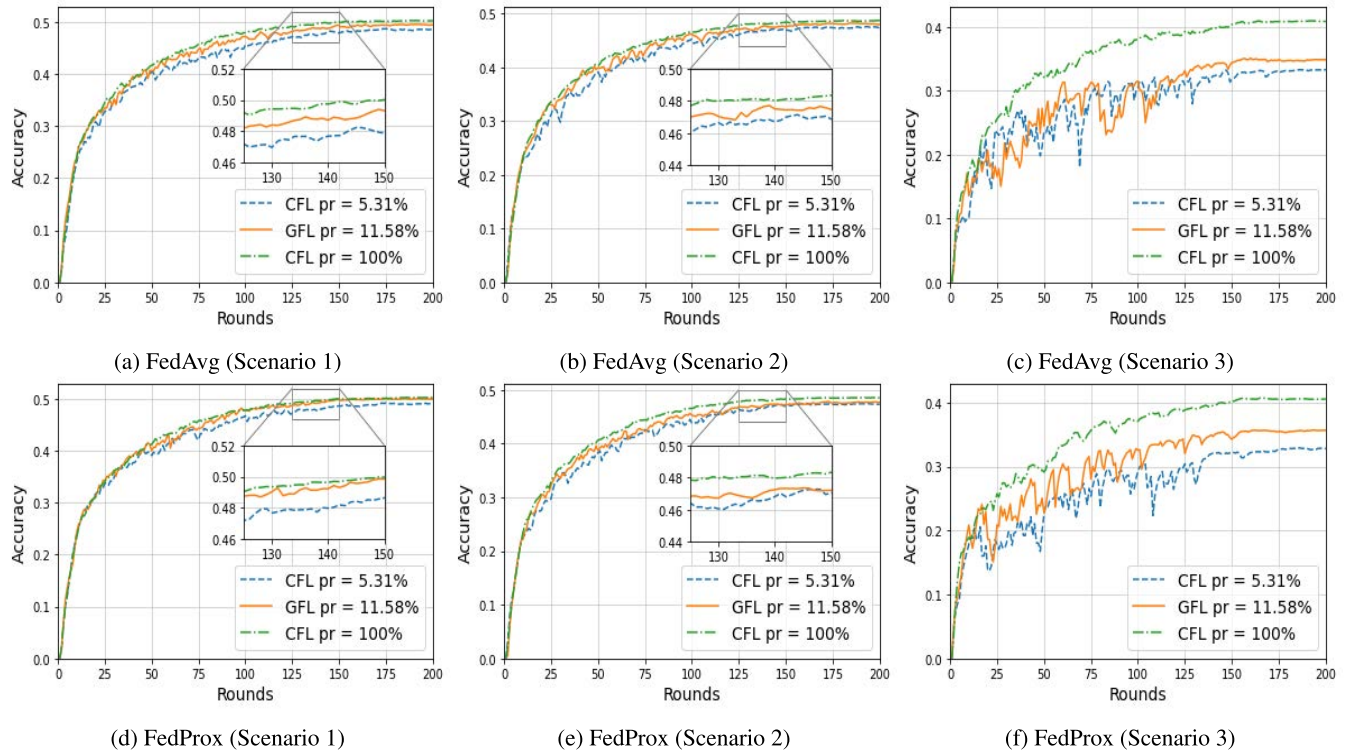 0.5
0.4
0.3
0.2
0.1
0.0
Accuracy
0.52
0.50
0.48
0.46
130 140 150
CFL pr = 5.31%
GFL pr = 11.58%
CFL pr = 100%
0 25 50 75 100 125 150 175 200
Rounds
(a) FedAvg (Scenario 1)
0.5
0.4
0.3
0.2
0.1
0.0
Accuracy
0.50
0.48
0.46
0.44
130 140 150
CFL pr = 5.31%
GFL pr = 11.58%
CFL pr = 100%
0 25 50 75 100 125 150 175 200
Rounds
(b) FedAvg (Scenario 2)
0.4
0.3
0.2
0.1
0.0
Accuracy
CFL pr = 5.31%
GFL pr = 11.58%
CFL pr = 100%
0 25 50 75 100 125 150 175 200
Rounds
(c) FedAvg (Scenario 3)
0.5
0.4
0.3
0.2
0.1
0.0
Accuracy
0.52
0.50
0.48
0.46
130 140 150
CFL pr = 5.31%
GFL pr = 11.58%
CFL pr = 100%
0 25 50 75 100 125 150 175 200
Rounds
(d) FedProx (Scenario 1)
0.5
0.4
0.3
0.2
0.1
0.0
Accuracy
0.50
0.48
0.46
0.44
130 140 150
CFL pr = 5.31%
GFL pr = 11.58%
CFL pr = 100%
0 25 50 75 100 125 150 175 200
Rounds
(e) FedProx (Scenario 2)
0.4
0.3
0.2
0.1
0.0
Accuracy
CFL pr = 5.31%
GFL pr = 11.58%
CFL pr = 100%
0 25 50 75 100 125 150 175 200
Rounds
(f) FedProx (Scenario 3)